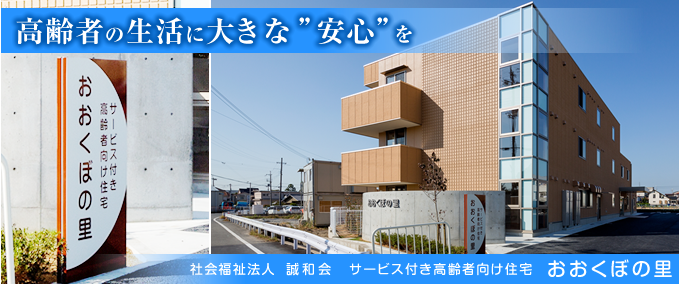 高齢者の生活に大きな”安心”を
サービス付き
高齢者向け住宅
おおくぼの里
おおくぼの里
おおくぼの里
社会福祉法人 誠和会 サービス付き高齢者向け住宅 おおくぼの里